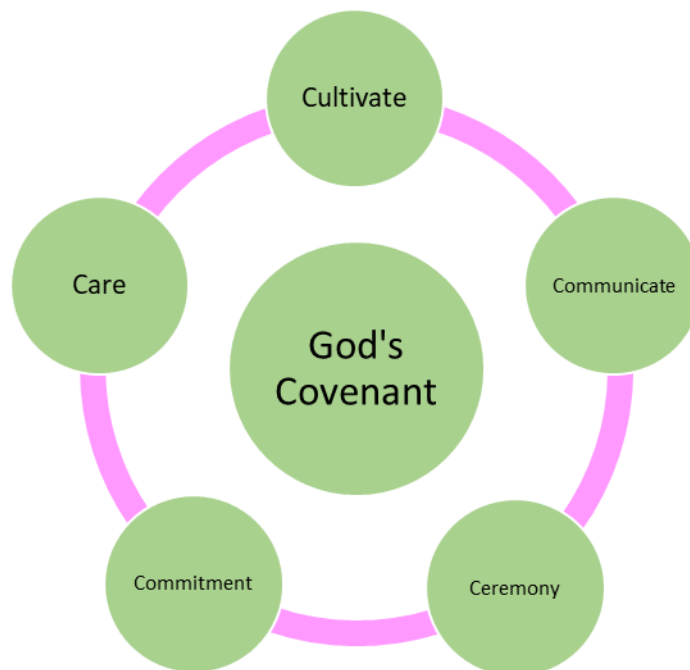 Cultivate
Communicate
Ceremony
Commitment
Care
God's
Covenant